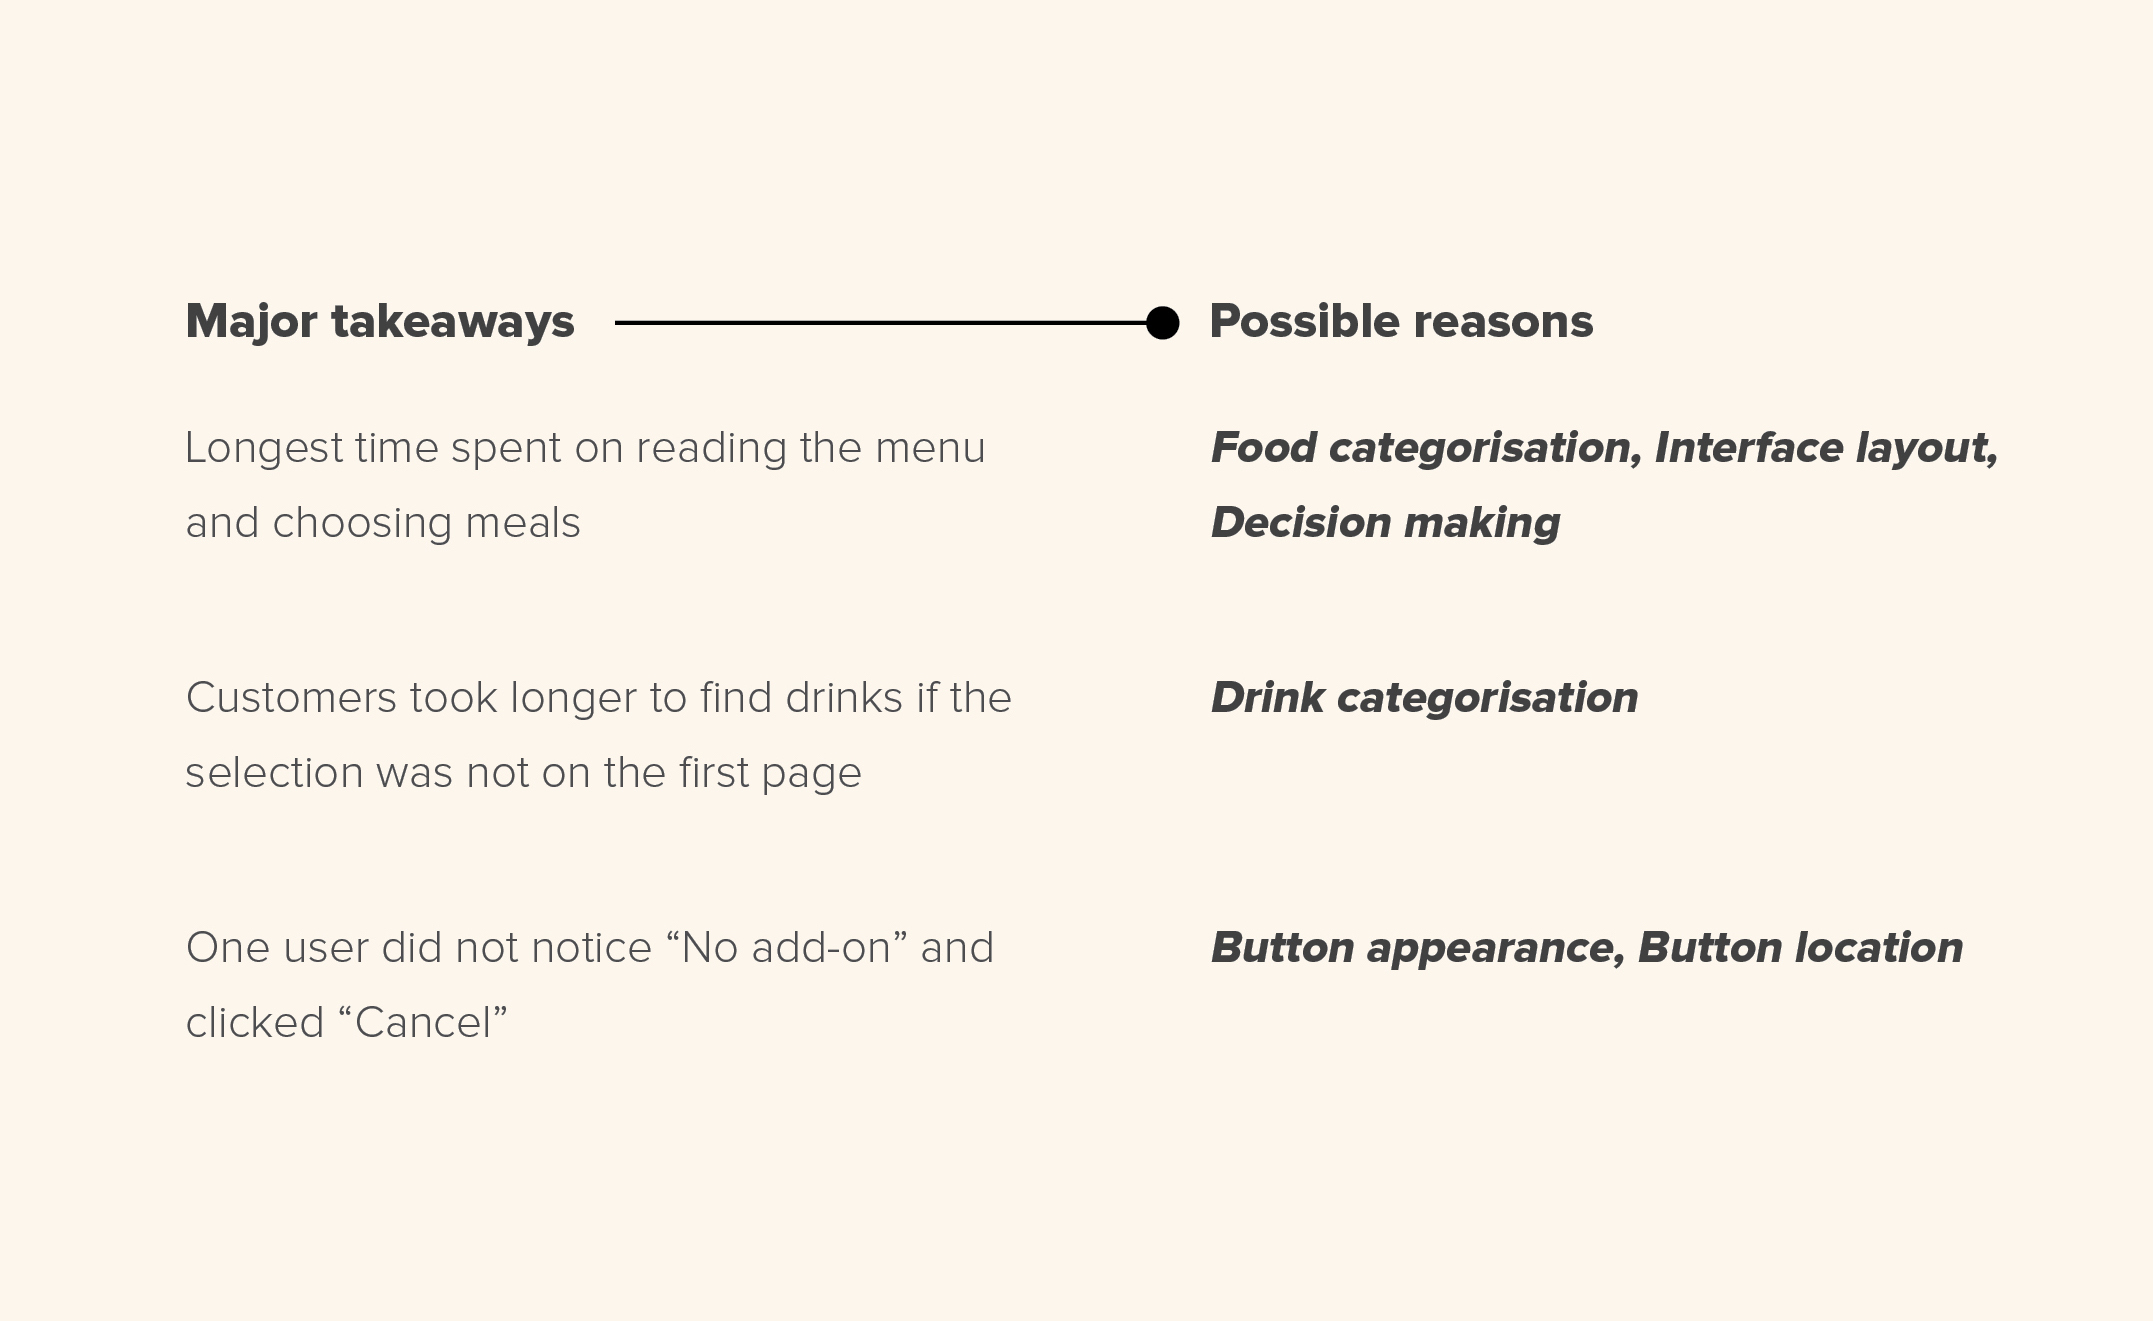 Major takeaways
Possible reasons
Longest time spent on reading the menu
and choosing meals
Food categorisation, Interface layout,
Decision making
Customers took longer to find drinks if the
selection was not on the first page
Drink categorisation
One user did not notice “No add-on” and
clicked “Cancel”
Button appearance, Button location